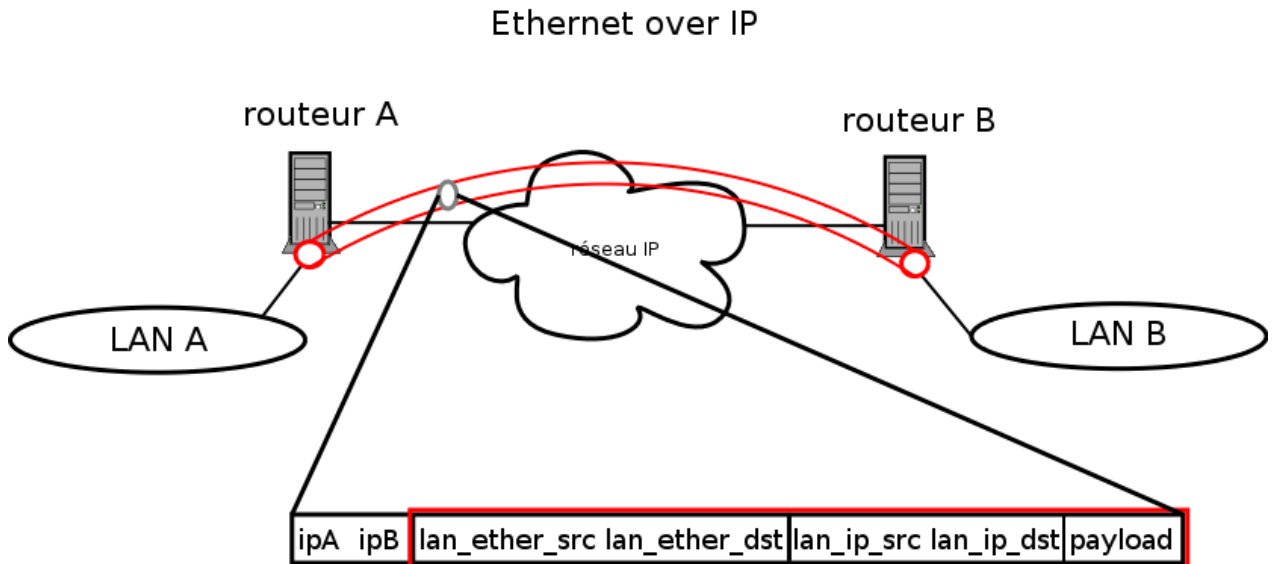 Ethernet over IP
routeur A
routeur B
réseau IP
LAN A
LAN B
ipA ipB lan_ether_src lan_ether_dst lan_ip_src lan_ip_dst payload